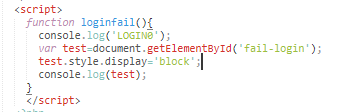 <script>
function loginfail(){
console.log('LOGIN0');
var test=document.getElementById('fail-login');
test.style.display='block';
console.log(test);
}
</script>